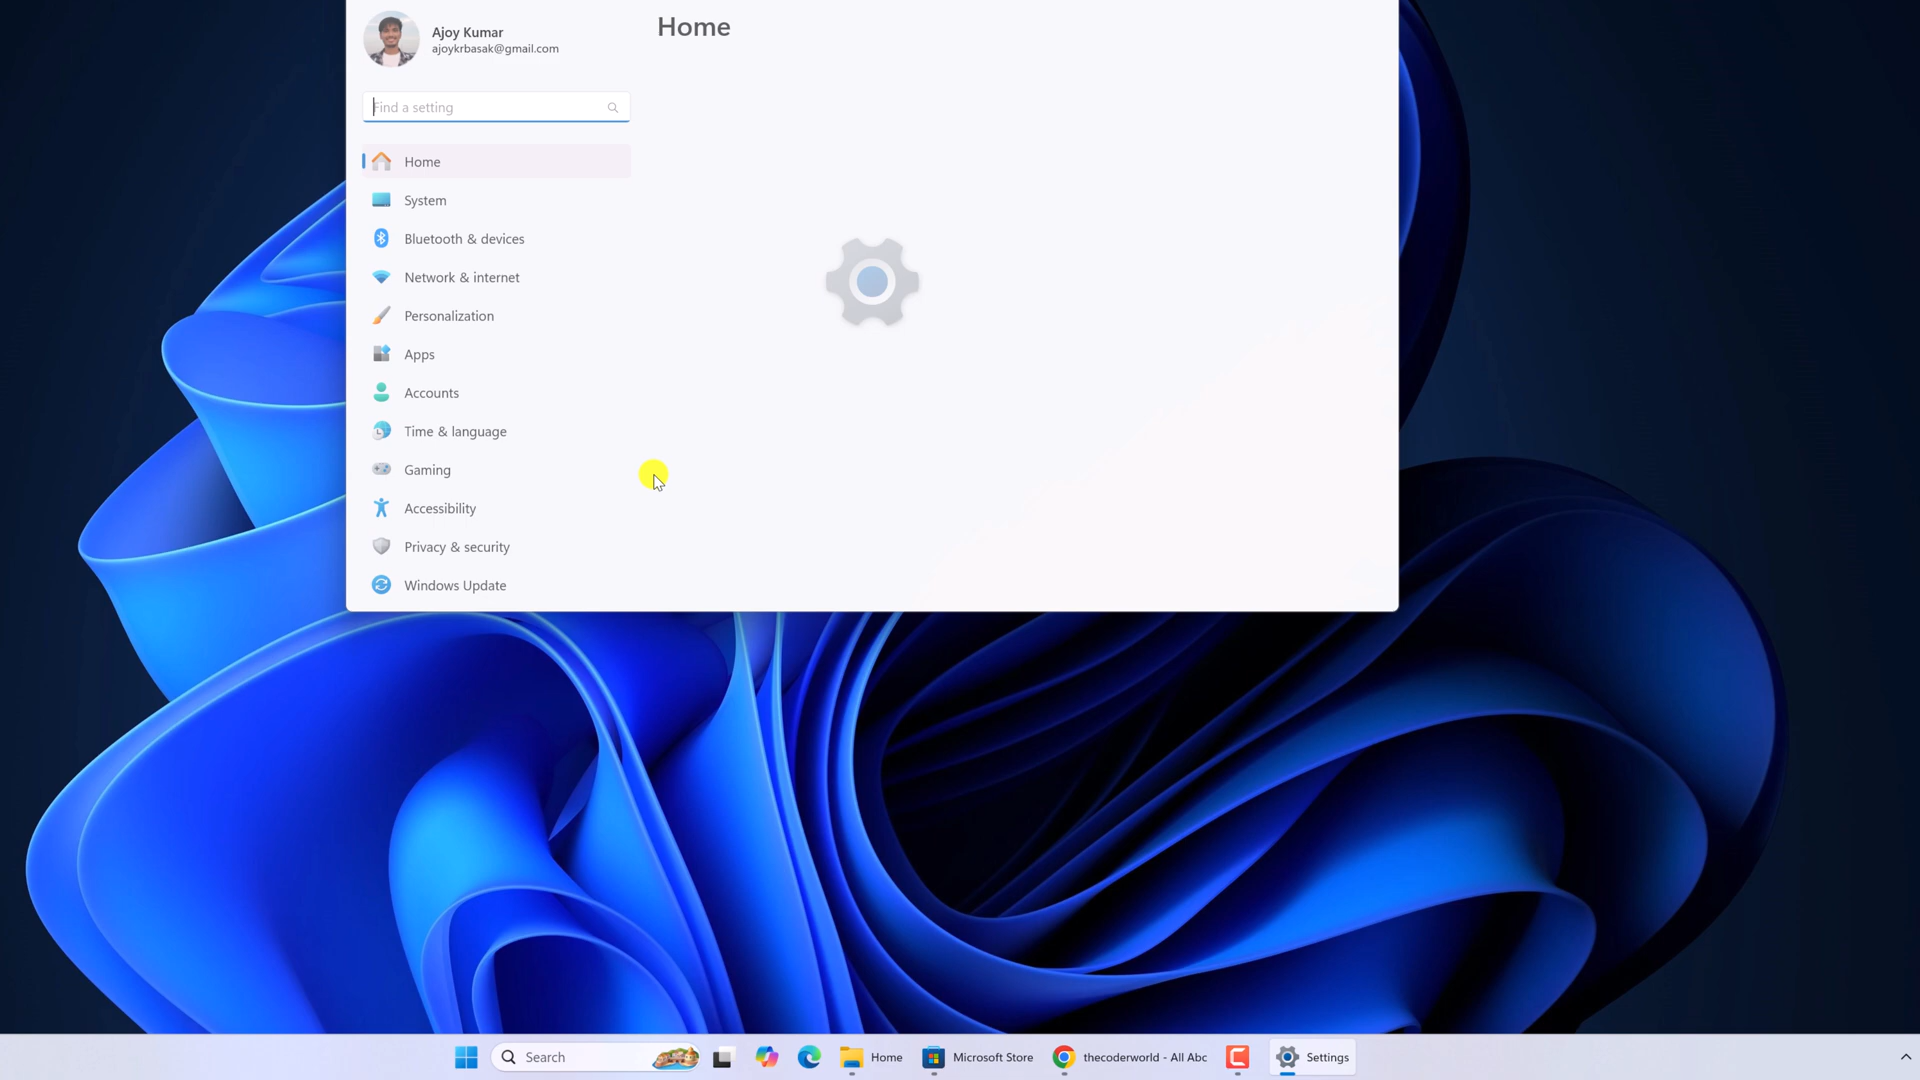 Ajoy Kumar
ajoykrbasak@gmail.com
Home
Find a setting
Home
System
Bluetooth & devices
Network & internet
Personalization
Apps
Accounts
Time & language
Gaming
Accessibility
Privacy & security
Windows Update
Search
Home
Microsoft Store
thecoderworld - All Abc
Settings